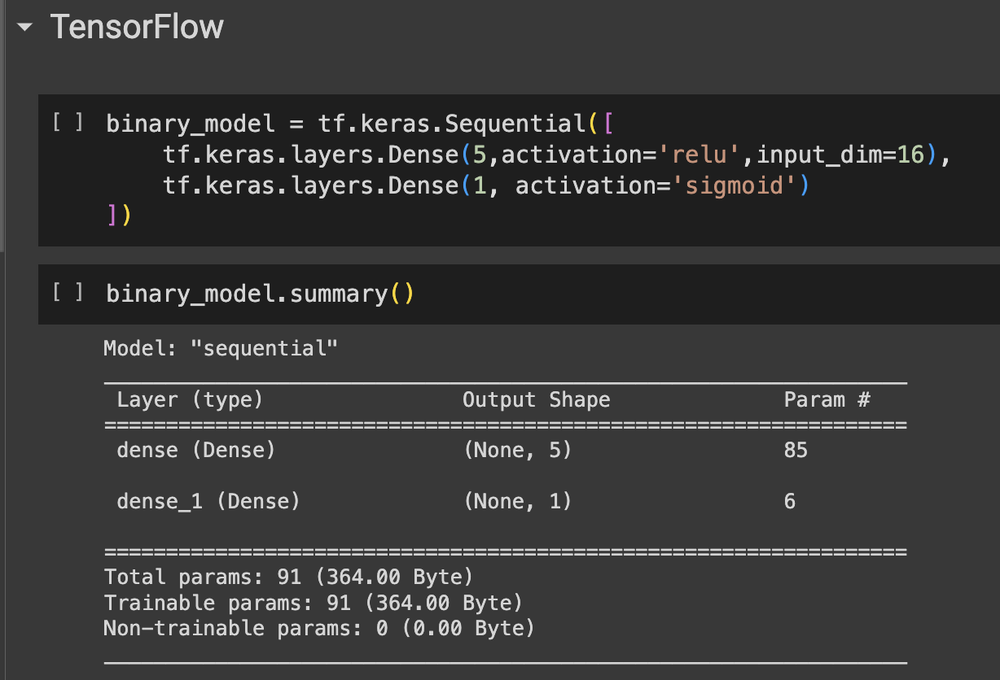 TensorFlow
[ ] binary_model = tf.keras.Sequential([
    tf.keras.layers.Dense(5,activation='relu',input_dim=16),
    tf.keras.layers.Dense(1, activation='sigmoid')
])
[ ] binary_model.summary()
Model: "sequential"
_________________________________________________________________
 Layer (type)                Output Shape              Param #
=================================================================
 dense (Dense)               (None, 5)                 85
 dense_1 (Dense)             (None, 1)                 6
=================================================================
Total params: 91 (364.00 Byte)
Trainable params: 91 (364.00 Byte)
Non-trainable params: 0 (0.00 Byte)
_________________________________________________________________